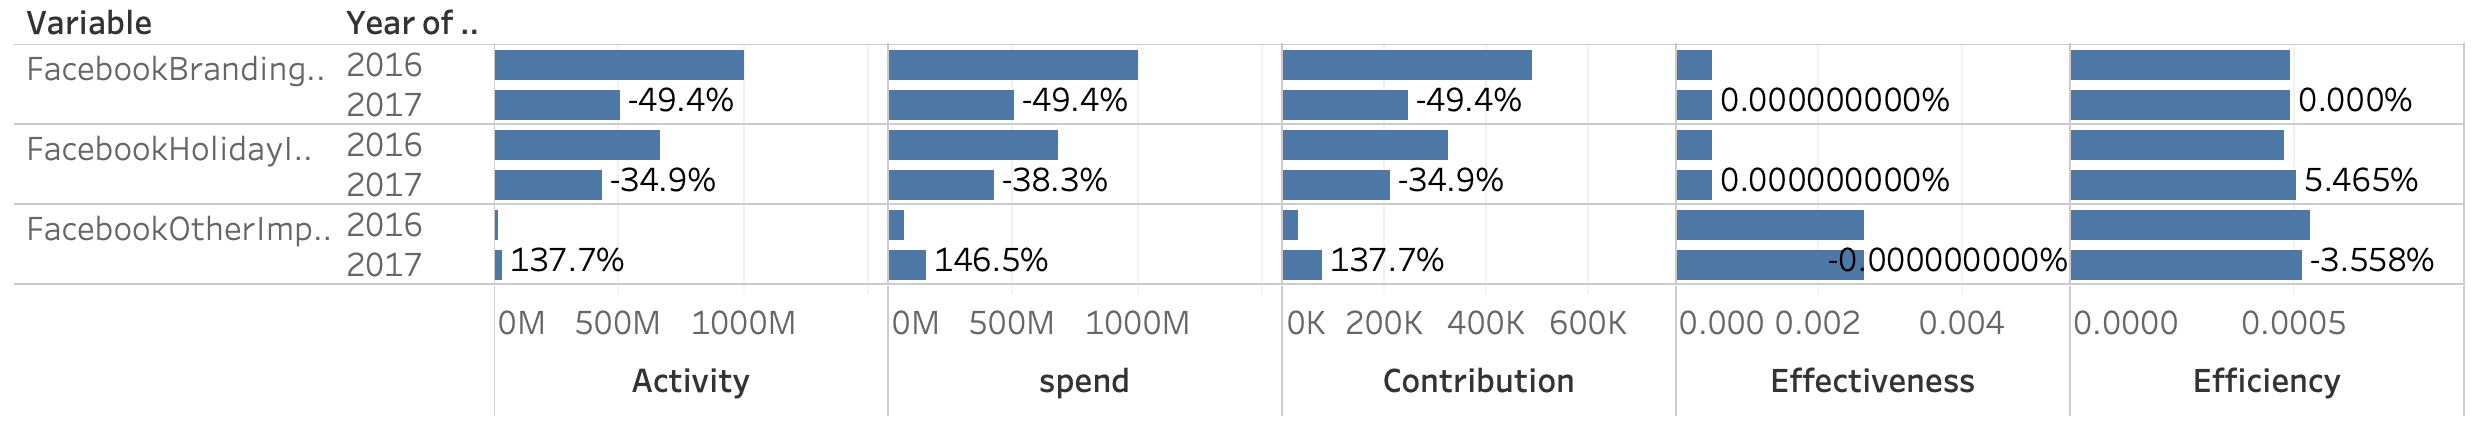 Variable Year of ..
FacebookBranding.. 2016
2017 -49.4% -49.4% -49.4% 0.000000000% 0.000%
FacebookHolidayI.. 2016
2017 -34.9% -38.3% -34.9% 0.000000000% 5.465%
FacebookOtherImp.. 2016
2017 137.7% 146.5% 137.7% -0.000000000% -3.558%
0M 500M 1000M 0M 500M 1000M 0K 200K 400K 600K 0.000 0.002 0.004 0.0000 0.0005
Activity spend Contribution Effectiveness Efficiency